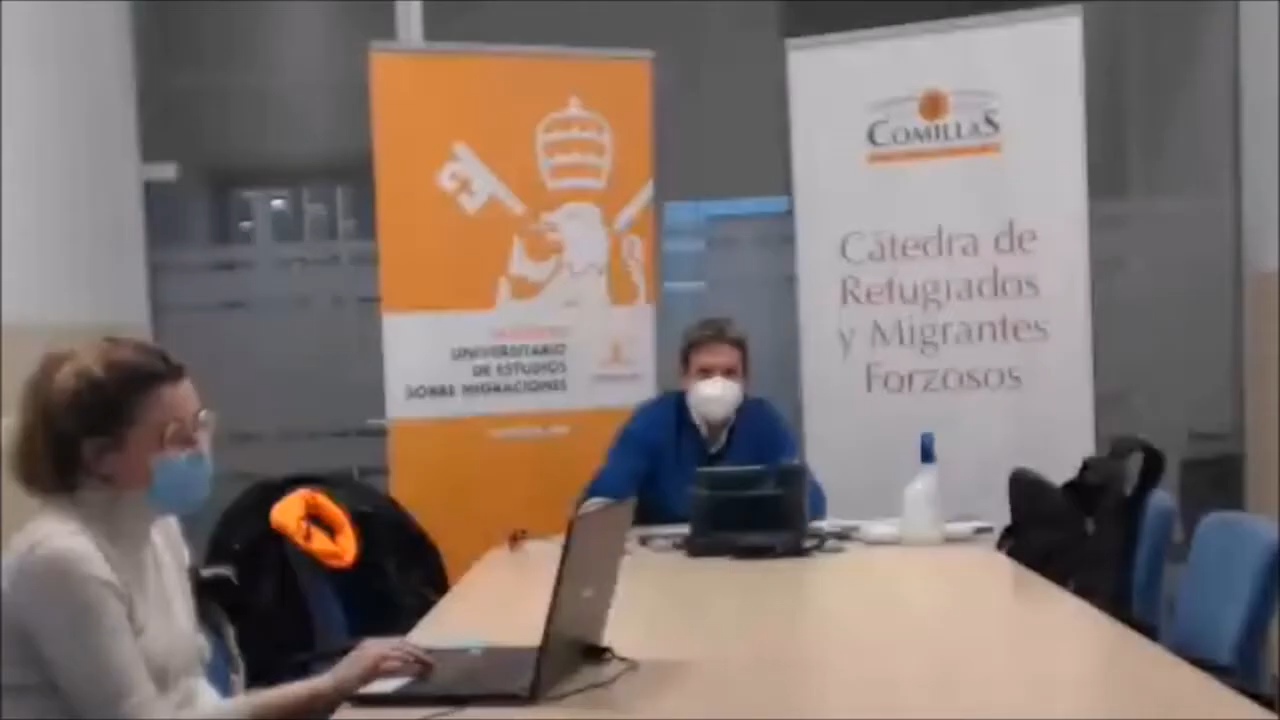 UNIVERSITARIO
DE ESTUDIOS
SOBRE MIGRACIONES
COMILLAS
Cátedra de
Refugiados
y Migrantes
Forzosos